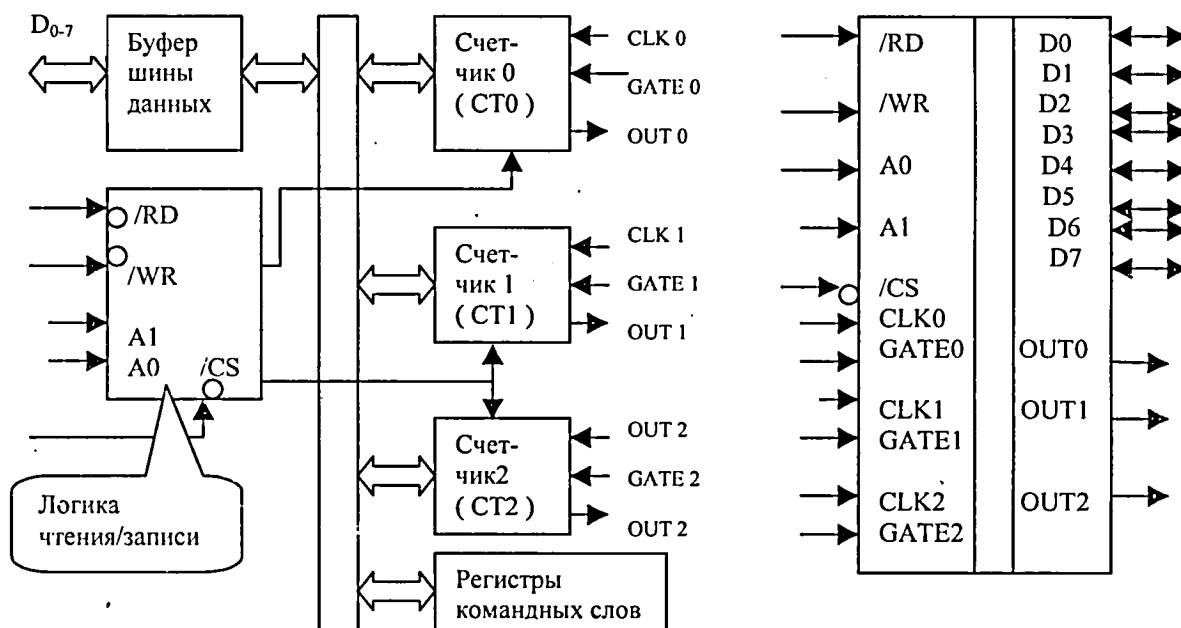 D0-7
Буфер
шины
данных
Счет-
чик 0
( CT0 )
CLK 0
GATE 0
OUT 0
/RD
/WR
A1
A0
/CS
Счет-
чик 1
( CT1 )
CLK 1
GATE 1
OUT 1
Счет-
чик2
( CT2 )
OUT 2
GATE 2
OUT 2
Логика
чтения/записи
Регистры
командных слов
/RD
/WR
A0
A1
/CS
CLK0
GATE0
CLK1
GATE1
CLK2
GATE2
D0
D1
D2
D3
D4
D5
D6
D7
OUT0
OUT1
OUT2